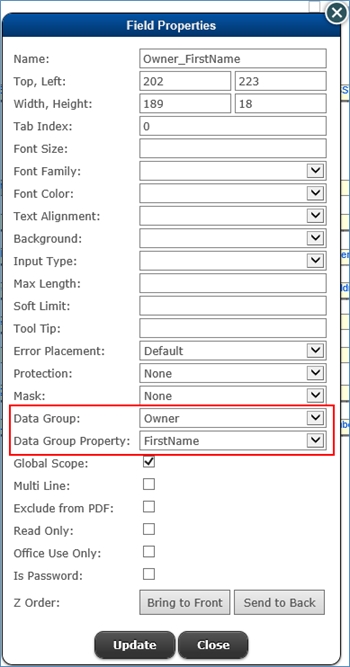 Field Properties
Name: Owner_FirstName
Top, Left: 202 223
Width, Height: 189 18
Tab Index: 0
Font Size:
Font Family:
Font Color:
Text Alignment:
Background:
Input Type:
Max Length:
Soft Limit:
Tool Tip:
Error Placement: Default
Protection: None
Mask: None
Data Group: Owner
Data Group Property: FirstName
Global Scope:
Multi Line:
Exclude from PDF:
Read Only:
Office Use Only:
Is Password:
Z Order: Bring to Front Send to Back
Update Close